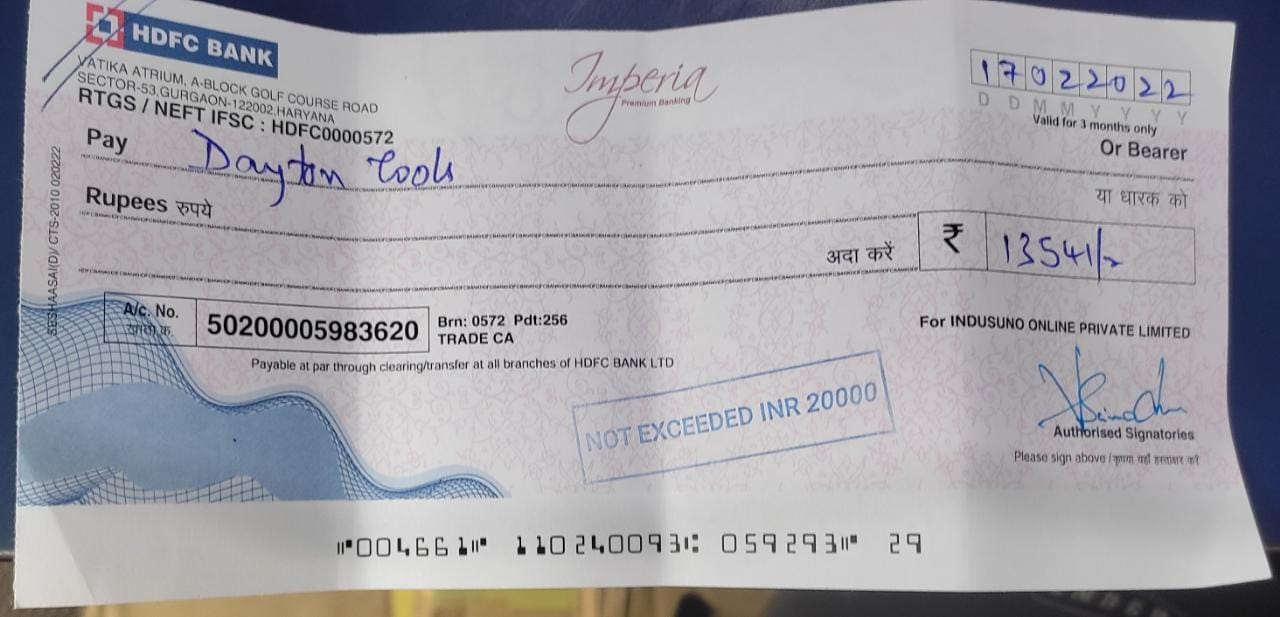 HDFC BANK
VATIKA ATRIUM, A-BLOCK GOLF COURSE ROAD
SECTOR-53,GURGAON-122002,HARYANA
RTGS / NEFT IFSC : HDFC0000572
Imperia
Premium Banking
17022022
D D M M Y Y Y Y
Valid for 3 months only
Pay Dayton Tools
Or Bearer
या धारक को
Rupees रुपये
अदा करें ₹ 13541/-
A/c. No.
खाता क्र.
50200005983620
Brn: 0572 Pdt:256
TRADE CA
Payable at par through clearing/transfer at all branches of HDFC BANK LTD
For INDUSUNO ONLINE PRIVATE LIMITED
NOT EXCEEDED INR 20000
Authorised Signatories
Please sign above / कृपया यहाँ हस्ताक्षर करें
CTS-2010 020222
⑈004661⑈ 110240093⑆ 059293⑈ 29